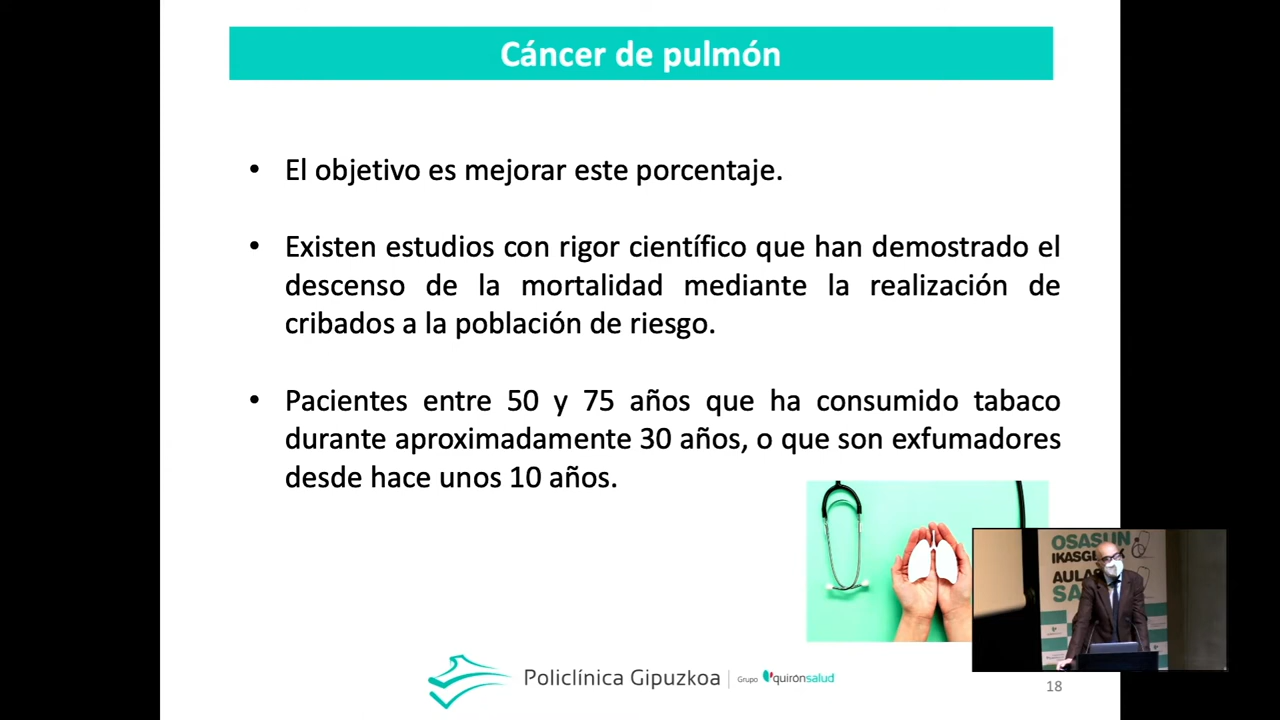 Cáncer de pulmón
• El objetivo es mejorar este porcentaje.
• Existen estudios con rigor científico que han demostrado el
descenso de la mortalidad mediante la realización de
cribados a la población de riesgo.
• Pacientes entre 50 y 75 años que ha consumido tabaco
durante aproximadamente 30 años, o que son exfumadores
desde hace unos 10 años.
OSASUN
AULAS
Policlínica Gipuzkoa
Grupo quirónsalud
18